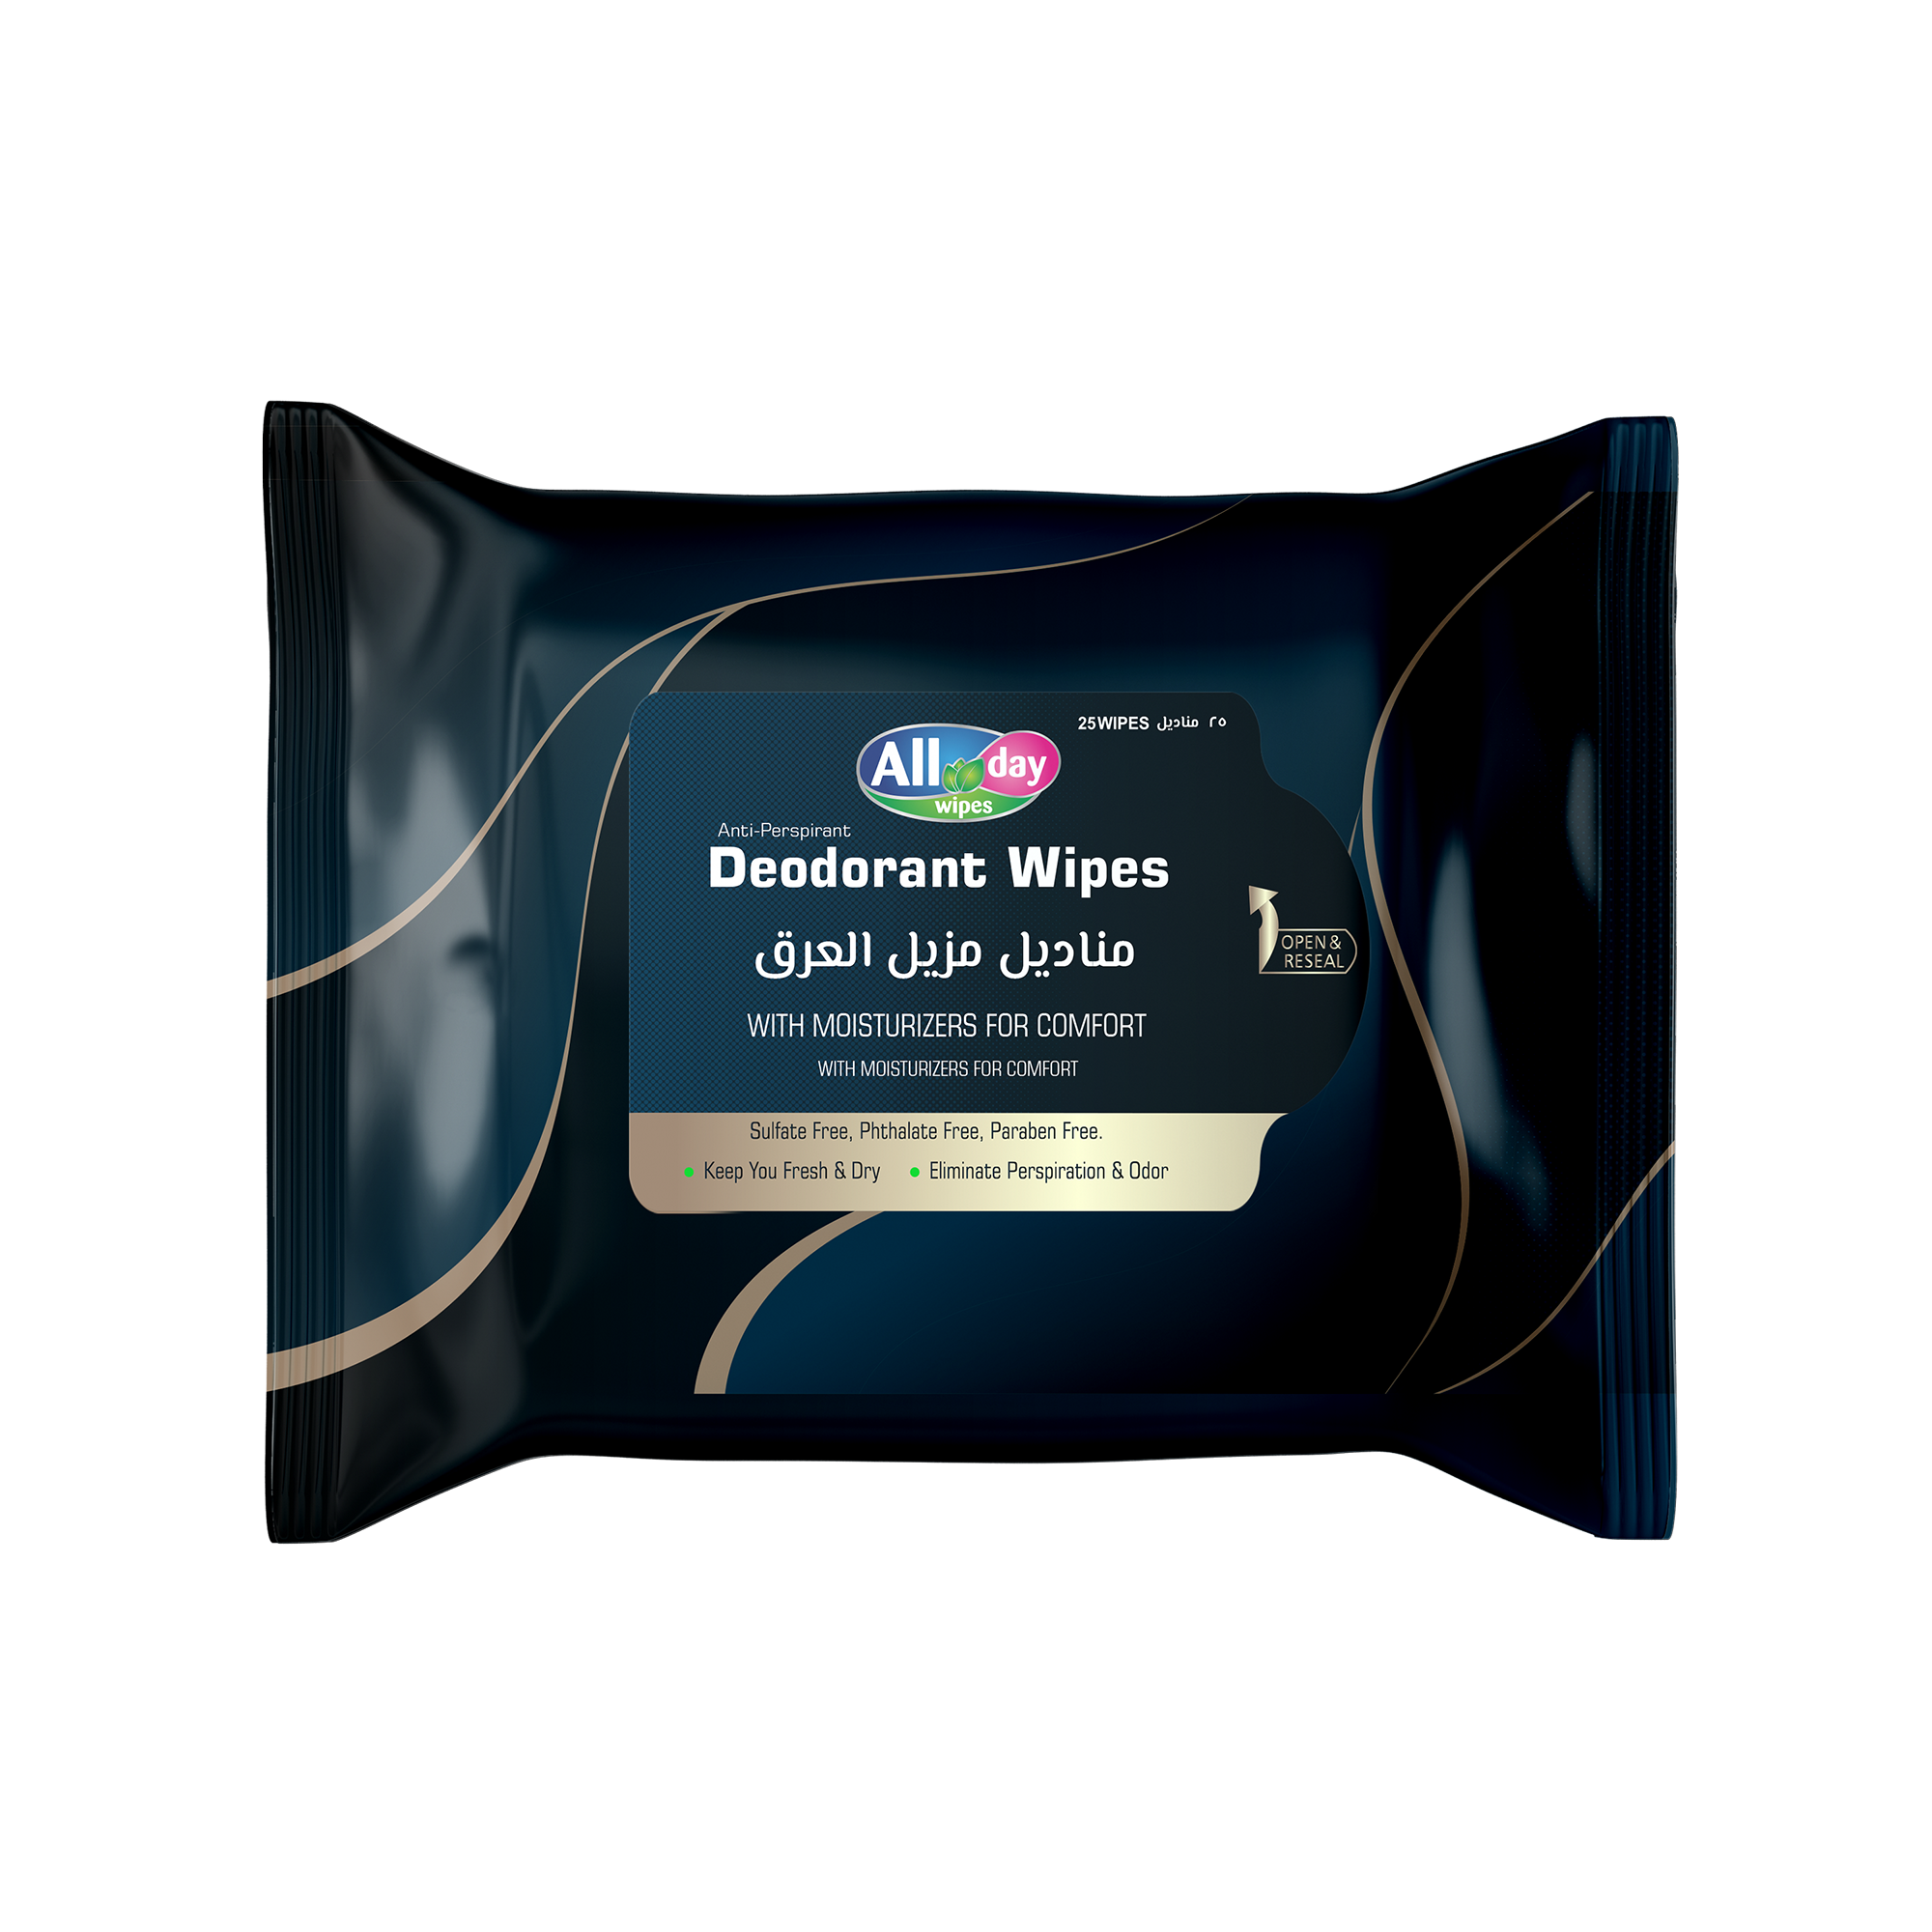 25WIPES ٢٥ مناديل
All day
wipes
Anti-Perspirant
Deodorant Wipes
مناديل مزيل العرق
OPEN &
RESEAL
WITH MOISTURIZERS FOR COMFORT
WITH MOISTURIZERS FOR COMFORT
Sulfate Free, Phthalate Free, Paraben Free.
• Keep You Fresh & Dry • Eliminate Perspiration & Odor